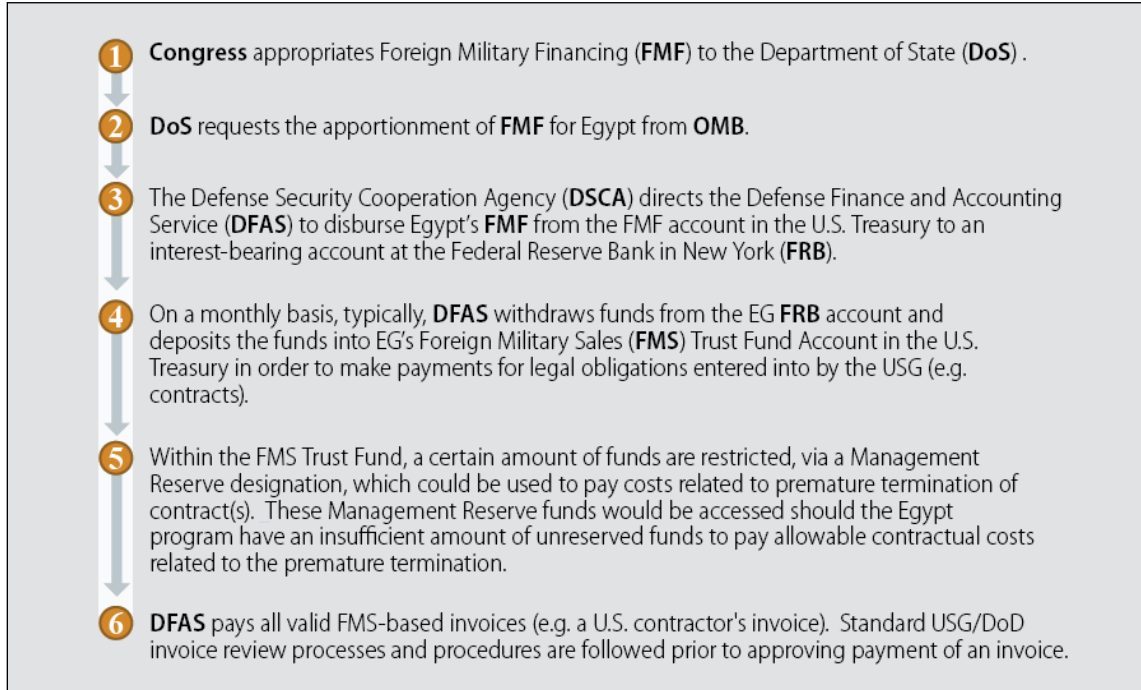 1 Congress appropriates Foreign Military Financing (FMF) to the Department of State (DoS) .
2 DoS requests the apportionment of FMF for Egypt from OMB.
3 The Defense Security Cooperation Agency (DSCA) directs the Defense Finance and Accounting
Service (DFAS) to disburse Egypt's FMF from the FMF account in the U.S. Treasury to an
interest-bearing account at the Federal Reserve Bank in New York (FRB).
4 On a monthly basis, typically, DFAS withdraws funds from the EG FRB account and
deposits the funds into EG's Foreign Military Sales (FMS) Trust Fund Account in the U.S.
Treasury in order to make payments for legal obligations entered into by the USG (e.g.
contracts).
5 Within the FMS Trust Fund, a certain amount of funds are restricted, via a Management
Reserve designation, which could be used to pay costs related to premature termination of
contract(s). These Management Reserve funds would be accessed should the Egypt
program have an insufficient amount of unreserved funds to pay allowable contractual costs
related to the premature termination.
6 DFAS pays all valid FMS-based invoices (e.g. a U.S. contractor's invoice). Standard USG/DoD
invoice review processes and procedures are followed prior to approving payment of an invoice.